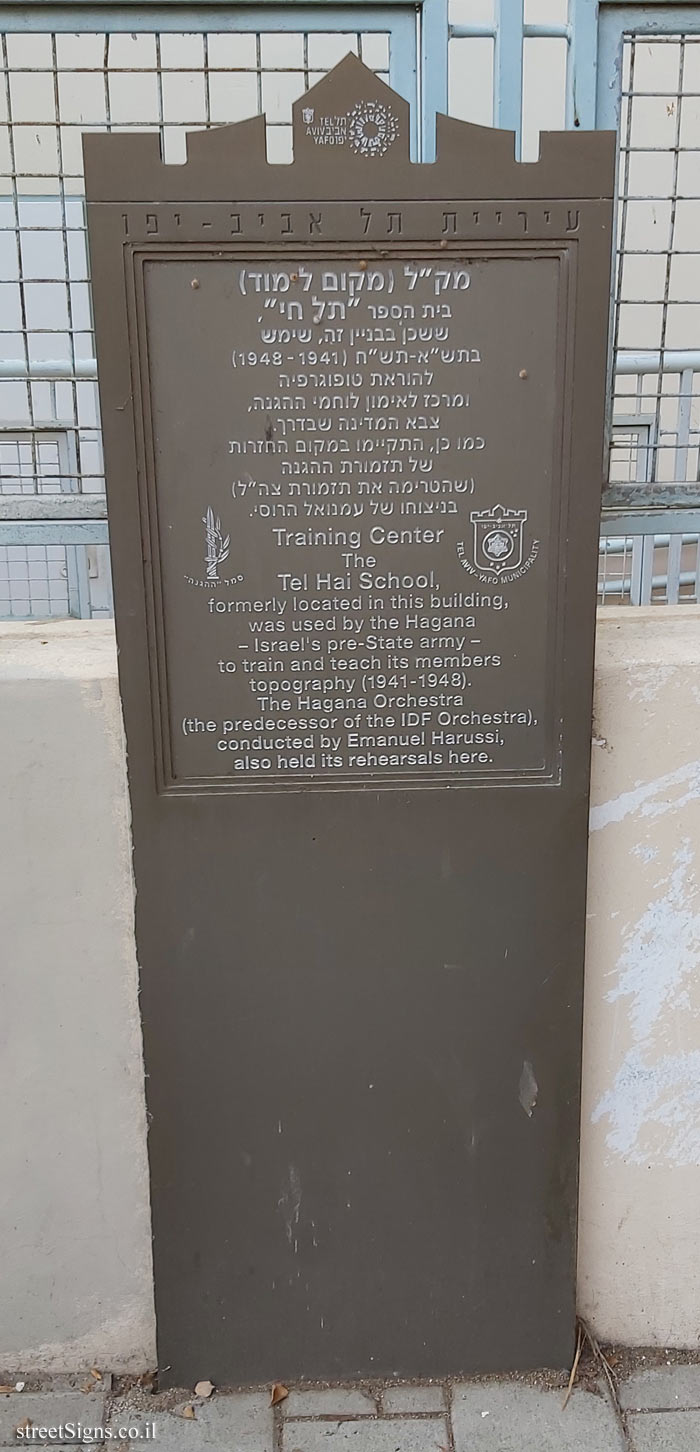 תל אביב יפו
TEL AVIV YAFO
עיריית תל אביב - יפו
מק"ל (מקום לימוד)
בית הספר "תל חי",
ששכן בבניין זה, שימש
בתש"א-תש"ח (1941-1948)
להוראת טופוגרפיה
ומרכז לאימון לוחמי ההגנה,
צבא המדינה שבדרך.
כמו כן, התקיימו במקום החזרות
של תזמורת ההגנה
(שהטרימה את תזמורת צה"ל)
בניצוחו של עמנואל הרוסי.
סמל "ההגנה"
תל-אביב-יפו
TEL AVIV-YAFO MUNICIPALITY
Training Center
The
Tel Hai School,
formerly located in this building,
was used by the Hagana
– Israel's pre-State army –
to train and teach its members
topography (1941-1948).
The Hagana Orchestra
(the predecessor of the IDF Orchestra),
conducted by Emanuel Harussi,
also held its rehearsals here.
streetSigns.co.il